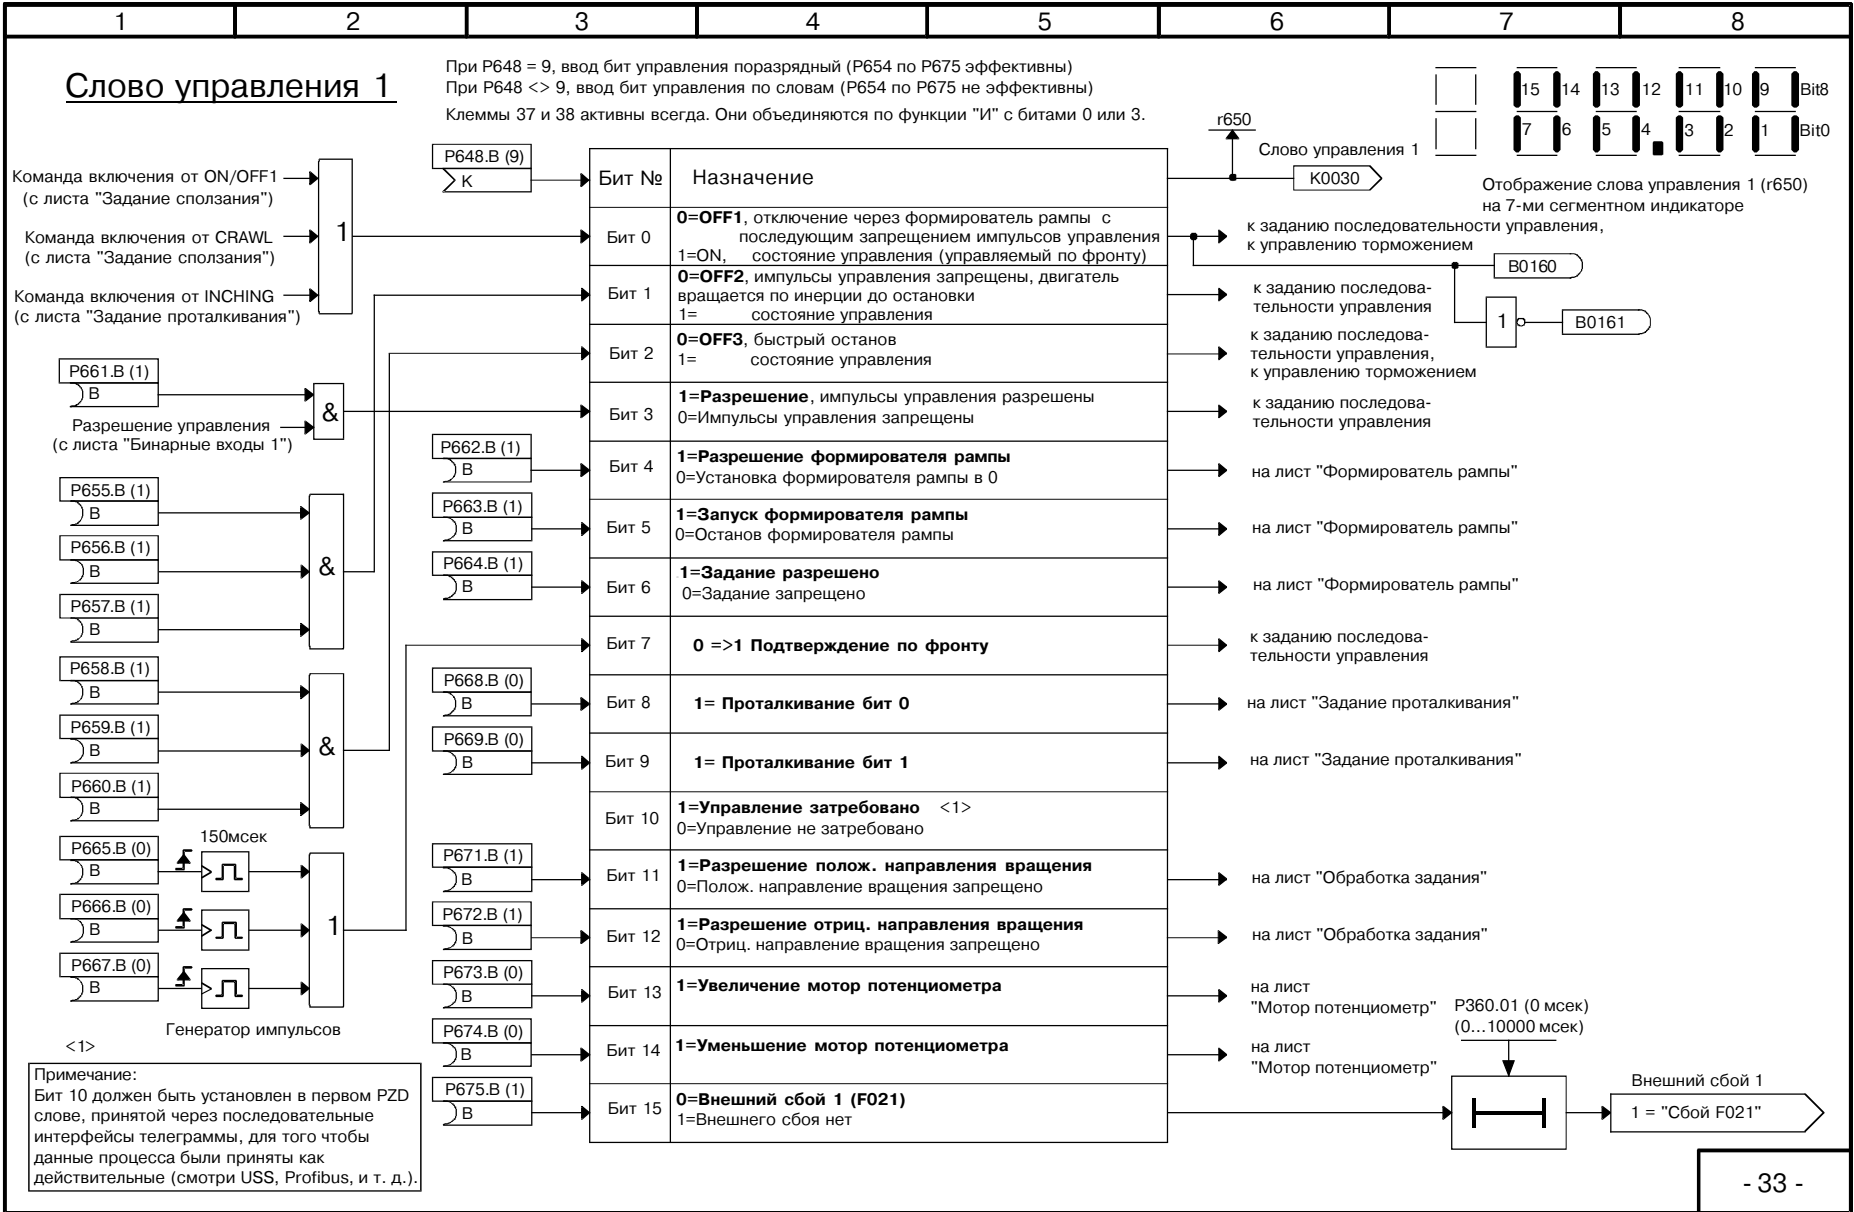 1 2 3 4 5 6 7 8
Слово управления 1
При P648 = 9, ввод бит управления поразрядный (P654 по P675 эффективны)
При P648 <> 9, ввод бит управления по словам (P654 по P675 не эффективны)
Клеммы 37 и 38 активны всегда. Они объединяются по функции "И" с битами 0 или 3.
15 14 13 12 11 10 9 Bit8
7 6 5 4 3 2 1 Bit0
Отображение слова управления 1 (r650)
на 7-ми сегментном индикаторе
r650
Слово управления 1
K0030
P648.B (9)
K
Бит № Назначение
Команда включения от ON/OFF1
(с листа "Задание сползания")
Команда включения от CRAWL
(с листа "Задание сползания")
Команда включения от INCHING
(с листа "Задание проталкивания")
1
Бит 0
0=OFF1, отключение через формирователь рампы с
последующим запрещением импульсов управления
1=ON, состояние управления (управляемый по фронту)
к заданию последовательности управления,
к управлению торможением
B0160
1
B0161
Бит 1
0=OFF2, импульсы управления запрещены, двигатель
вращается по инерции до остановки
1= состояние управления
к заданию последова-
тельности управления
Бит 2
0=OFF3, быстрый останов
1= состояние управления
к заданию последова-
тельности управления,
к управлению торможением
P661.B (1)
B
Разрешение управления
(с листа "Бинарные входы 1")
&
Бит 3
1=Разрешение, импульсы управления разрешены
0=Импульсы управления запрещены
к заданию последова-
тельности управления
P662.B (1)
B
Бит 4
1=Разрешение формирователя рампы
0=Установка формирователя рампы в 0
на лист "Формирователь рампы"
P655.B (1)
B
P656.B (1)
B
P657.B (1)
B
&
P663.B (1)
B
Бит 5
1=Запуск формирователя рампы
0=Останов формирователя рампы
на лист "Формирователь рампы"
P664.B (1)
B
Бит 6
1=Задание разрешено
0=Задание запрещено
на лист "Формирователь рампы"
Бит 7
0 =>1 Подтверждение по фронту
к заданию последова-
тельности управления
P658.B (1)
B
P659.B (1)
B
P660.B (1)
B
&
P668.B (0)
B
Бит 8
1= Проталкивание бит 0
на лист "Задание проталкивания"
P669.B (0)
B
Бит 9
1= Проталкивание бит 1
на лист "Задание проталкивания"
Бит 10
1=Управление затребовано <1>
0=Управление не затребовано
150мсек
P665.B (0)
B
P666.B (0)
B
P667.B (0)
B
1
Генератор импульсов
P671.B (1)
B
Бит 11
1=Разрешение полож. направления вращения
0=Полож. направление вращения запрещено
на лист "Обработка задания"
P672.B (1)
B
Бит 12
1=Разрешение отриц. направления вращения
0=Отриц. направление вращения запрещено
на лист "Обработка задания"
P673.B (0)
B
Бит 13
1=Увеличение мотор потенциометра
на лист
"Мотор потенциометр"
P674.B (0)
B
Бит 14
1=Уменьшение мотор потенциометра
на лист
"Мотор потенциометр"
P675.B (1)
B
Бит 15
0=Внешний сбой 1 (F021)
1=Внешнего сбоя нет
P360.01 (0 мсек)
(0...10000 мсек)
Внешний сбой 1
1 = "Сбой F021"
<1>
Примечание:
Бит 10 должен быть установлен в первом PZD
слове, принятой через последовательные
интерфейсы телеграммы, для того чтобы
данные процесса были приняты как
действительные (смотри USS, Profibus, и т. д.).
- 33 -